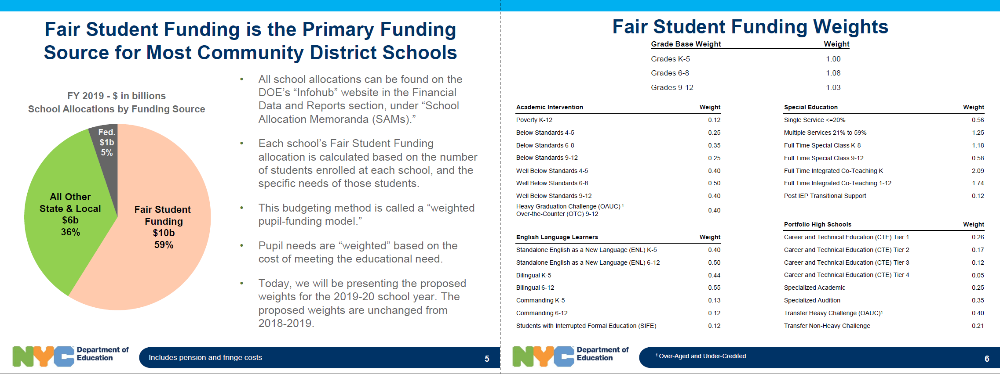 Fair Student Funding is the Primary Funding
Source for Most Community District Schools
FY 2019 - $ in billions
School Allocations by Funding Source
Fed.
$1b
5%
All Other
State & Local
$6b
36%
Fair Student
Funding
$10b
59%
• All school allocations can be found on the
DOE’s “Infohub” website in the Financial
Data and Reports section, under “School
Allocation Memoranda (SAMs).”
• Each school’s Fair Student Funding
allocation is calculated based on the number
of students enrolled at each school, and the
specific needs of those students.
• This budgeting method is called a “weighted
pupil-funding model.”
• Pupil needs are “weighted” based on the
cost of meeting the educational need.
• Today, we will be presenting the proposed
weights for the 2019-20 school year. The
proposed weights are unchanged from
2018-2019.
NYC Department of
Education
Includes pension and fringe costs
5
Fair Student Funding Weights
Grade Base Weight Weight
Grades K-5 1.00
Grades 6-8 1.08
Grades 9-12 1.03
Academic Intervention Weight
Poverty K-12 0.12
Below Standards 4-5 0.25
Below Standards 6-8 0.35
Below Standards 9-12 0.25
Well Below Standards 4-5 0.40
Well Below Standards 6-8 0.50
Well Below Standards 9-12 0.40
Heavy Graduation Challenge (OAUC) ¹
Over-the-Counter (OTC) 9-12 0.40
English Language Learners Weight
Standalone English as a New Language (ENL) K-5 0.40
Standalone English as a New Language (ENL) 6-12 0.50
Bilingual K-5 0.44
Bilingual 6-12 0.55
Commanding K-5 0.13
Commanding 6-12 0.12
Students with Interrupted Formal Education (SIFE) 0.12
Special Education Weight
Single Service <=20% 0.56
Multiple Services 21% to 59% 1.25
Full Time Special Class K-8 1.18
Full Time Special Class 9-12 0.58
Full Time Integrated Co-Teaching K 2.09
Full Time Integrated Co-Teaching 1-12 1.74
Post IEP Transitional Support 0.12
Portfolio High Schools Weight
Career and Technical Education (CTE) Tier 1 0.26
Career and Technical Education (CTE) Tier 2 0.17
Career and Technical Education (CTE) Tier 3 0.12
Career and Technical Education (CTE) Tier 4 0.05
Specialized Academic 0.25
Specialized Audition 0.35
Transfer Heavy Challenge (OAUC)¹ 0.40
Transfer Non-Heavy Challenge 0.21
NYC Department of
Education
¹ Over-Aged and Under-Credited
6